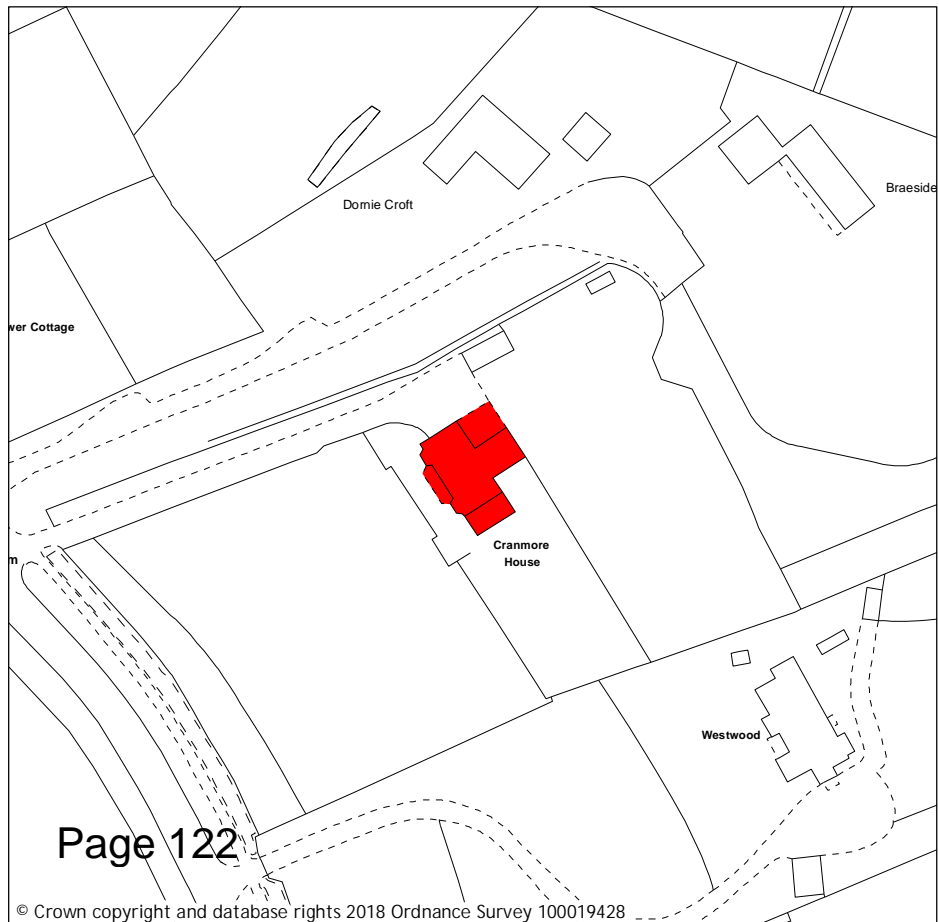 Dornie Croft
Braeside
wer Cottage
Cranmore
House
m
Westwood
Page 122
© Crown copyright and database rights 2018 Ordnance Survey 100019428